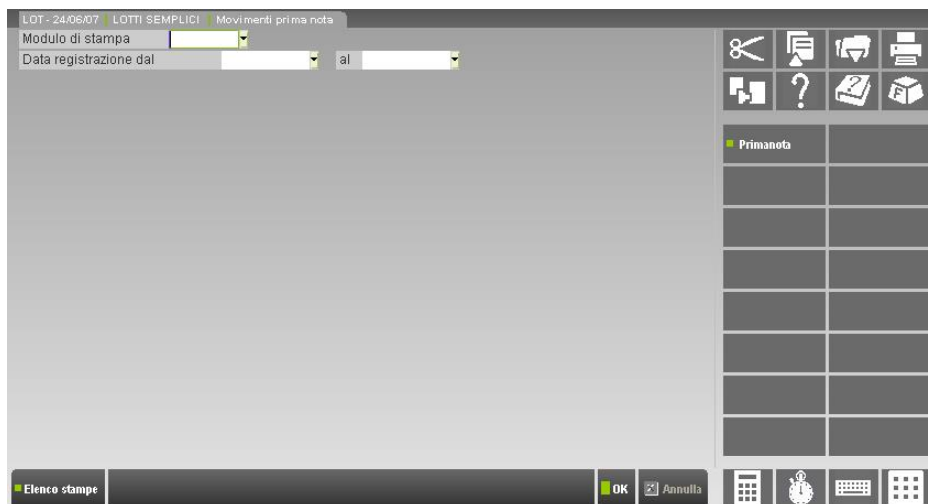 LOT - 24/06/07 LOTTI SEMPLICI Movimenti prima nota
Modulo di stampa
Data registrazione dal al
Primanota
Elenco stampe OK Annulla